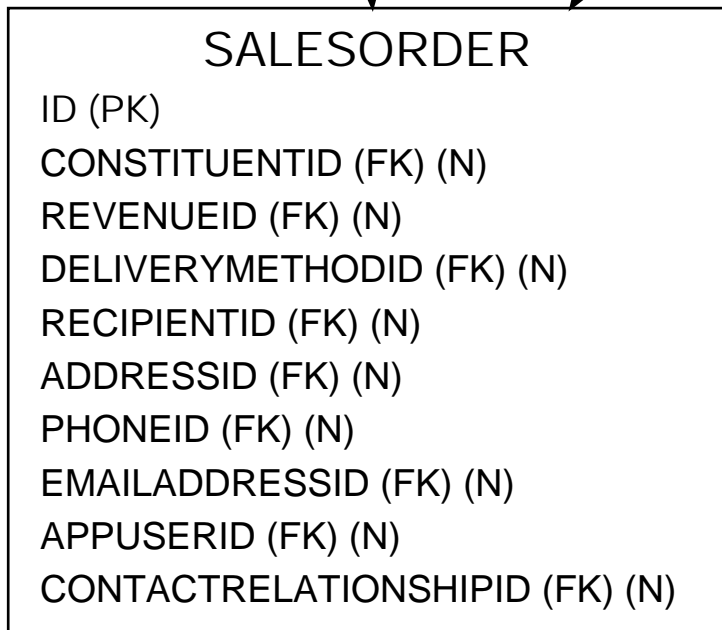 SALESORDER
ID (PK)
CONSTITUENTID (FK) (N)
REVENUEID (FK) (N)
DELIVERYMETHODID (FK) (N)
RECIPIENTID (FK) (N)
ADDRESSID (FK) (N)
PHONEID (FK) (N)
EMAILADDRESSID (FK) (N)
APPUSERID (FK) (N)
CONTACTRELATIONSHIPID (FK) (N)